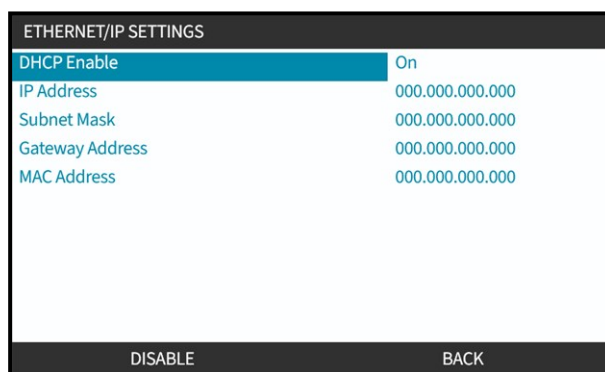 ETHERNET/IP SETTINGS
DHCP Enable On
IP Address 000.000.000.000
Subnet Mask 000.000.000.000
Gateway Address 000.000.000.000
MAC Address 000.000.000.000
DISABLE BACK